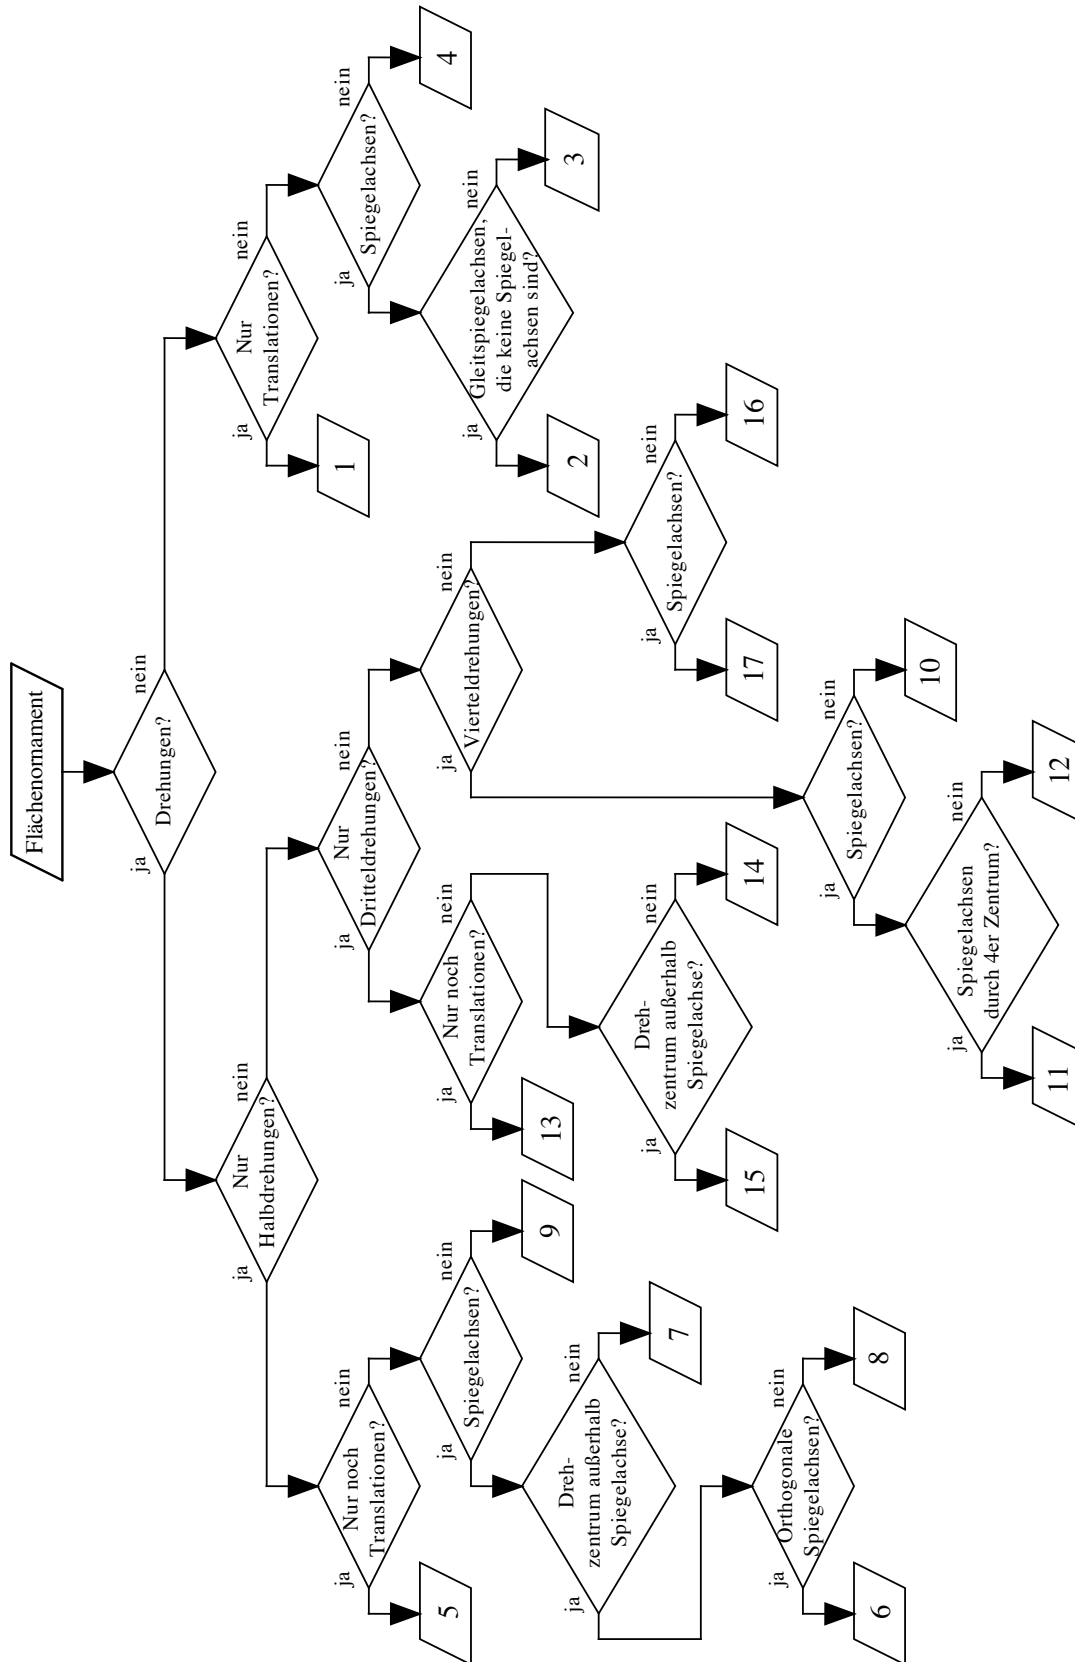 Flächenornament
Drehungen?
ja
nein
Nur
Halbdrehungen?
ja
nein
Nur
Translationen?
ja
nein
Nur noch
Translationen?
ja
nein
Nur
Dritteldrehungen?
ja
nein
1
Spiegelachsen?
ja
nein
5
Spiegelachsen?
ja
nein
Nur noch
Translationen?
ja
nein
Vierteldrehungen?
ja
nein
Gleitspiegelachsen,
die keine Spiegel-
achsen sind?
ja
nein
4
Dreh-
zentrum außerhalb
Spiegelachse?
ja
nein
9
13
2
3
Dreh-
zentrum außerhalb
Spiegelachse?
ja
nein
Spiegelachsen?
ja
nein
7
Orthogonale
Spiegelachsen?
ja
nein
15
14
Spiegelachsen?
ja
nein
17
16
6
8
Spiegelachsen
durch 4er Zentrum?
ja
nein
10
11
12